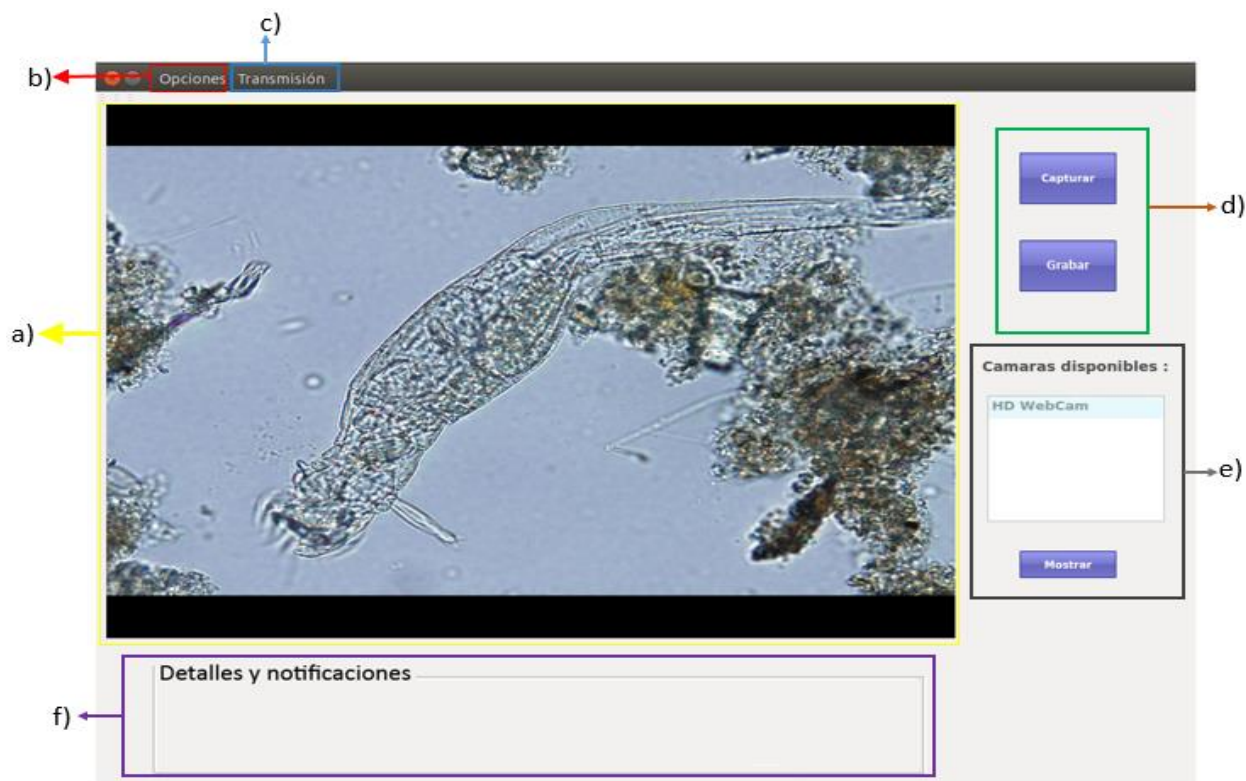 c)
b)
Opciones Transmisión
Capturar
d)
Grabar
a)
Camaras disponibles :
HD WebCam
e)
Mostrar
Detalles y notificaciones
f)